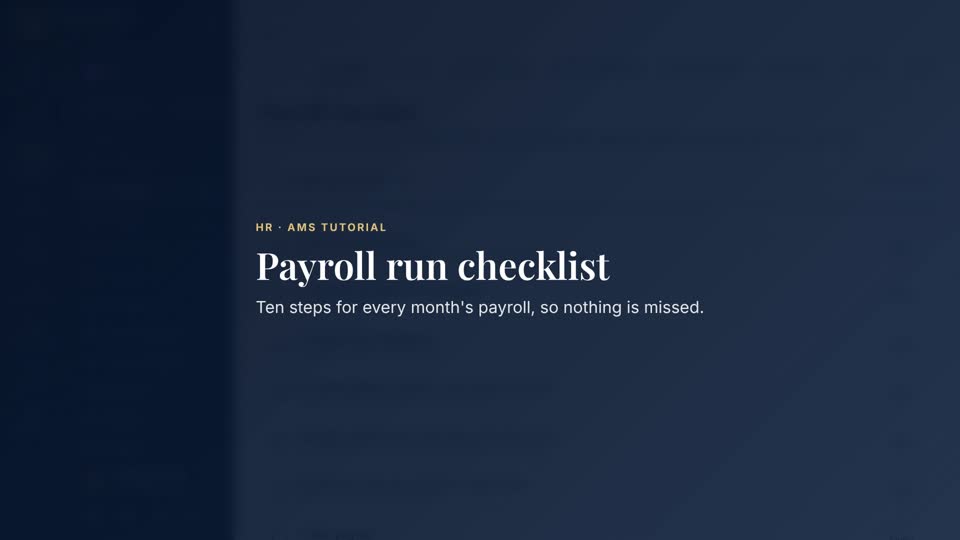 HR · AMS TUTORIAL
Payroll run checklist
Ten steps for every month's payroll, so nothing is missed.